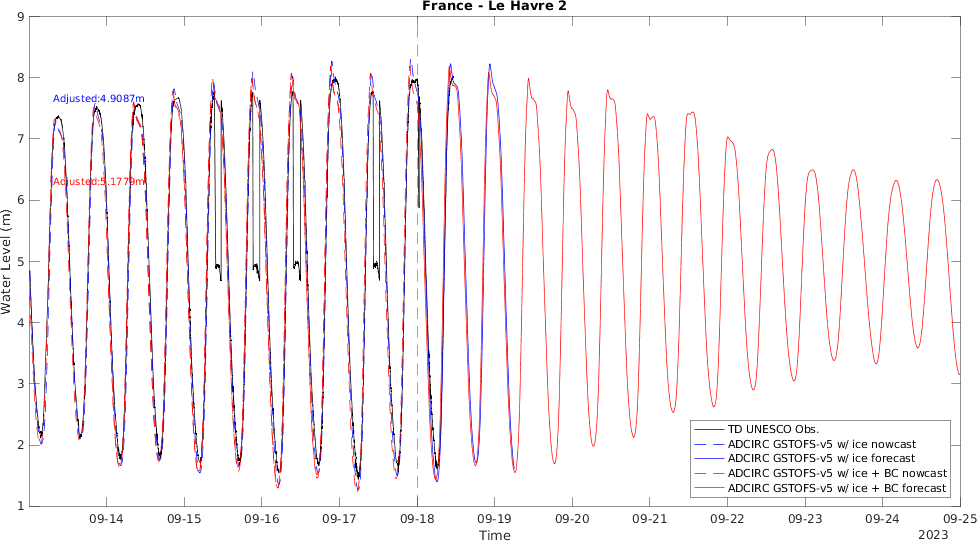 France - Le Havre 2
9
8
7
6
5
4
3
2
1
Water Level (m)
Adjusted:4.9087m
Adjusted:5.1779m
TD UNESCO Obs.
ADCIRC GSTOFS-v5 w/ ice nowcast
ADCIRC GSTOFS-v5 w/ ice forecast
ADCIRC GSTOFS-v5 w/ ice + BC nowcast
ADCIRC GSTOFS-v5 w/ ice + BC forecast
09-14 09-15 09-16 09-17 09-18 09-19 09-20 09-21 09-22 09-23 09-24 09-25
Time
2023